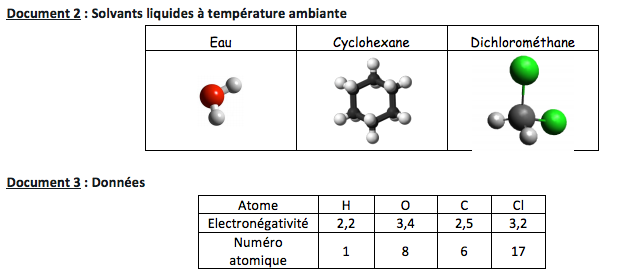 Document 2 : Solvants liquides à température ambiante
Eau Cyclohexane Dichlorométhane
Document 3 : Données
Atome H O C Cl
Electronégativité 2,2 3,4 2,5 3,2
Numéro
atomique 1 8 6 17